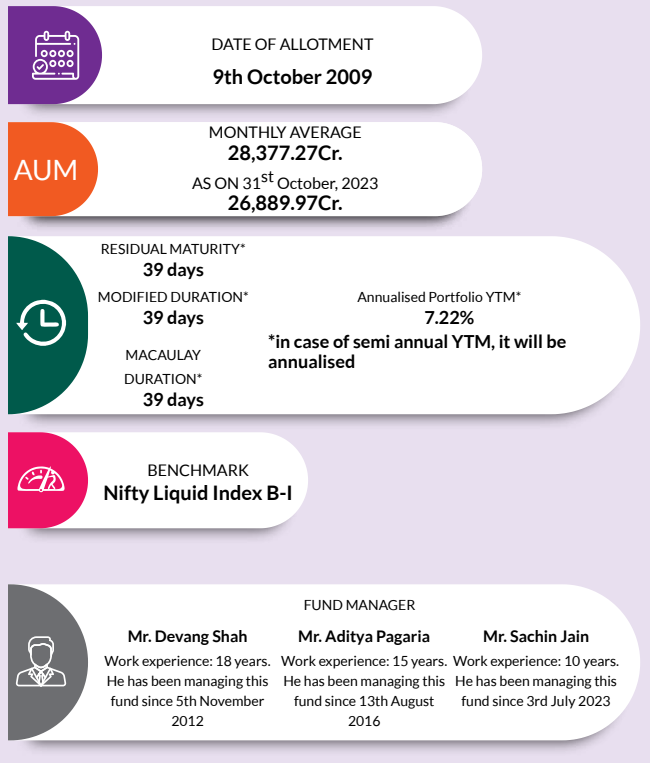 DATE OF ALLOTMENT
9th October 2009
AUM
MONTHLY AVERAGE
28,377.27Cr.
AS ON 31st October, 2023
26,889.97Cr.
RESIDUAL MATURITY*
39 days
MODIFIED DURATION*
39 days
MACAULAY
DURATION*
39 days
Annualised Portfolio YTM*
7.22%
*in case of semi annual YTM, it will be
annualised
BENCHMARK
Nifty Liquid Index B-I
FUND MANAGER
Mr. Devang Shah
Work experience: 18 years.
He has been managing this
fund since 5th November
2012
Mr. Aditya Pagaria
Work experience: 15 years.
He has been managing this
fund since 13th August
2016
Mr. Sachin Jain
Work experience: 10 years.
He has been managing this
fund since 3rd July 2023